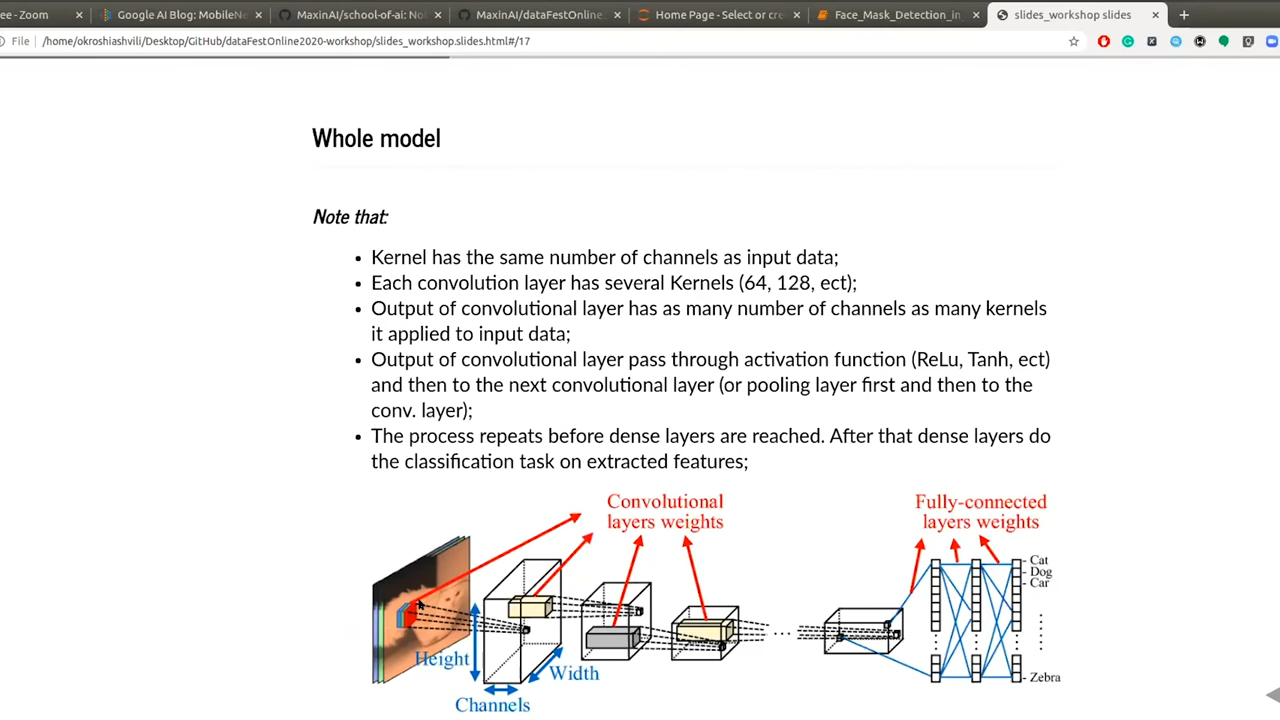 ee - Zoom
Google AI Blog: MobileNe
MaxinAI/school-of-ai: No
MaxinAI/dataFestOnline
Home Page - Select or cre
Face_Mask_Detection_in
slides_workshop slides
File
/home/okroshiashvili/Desktop/GitHub/dataFestOnline2020-workshop/slides_workshop.slides.html#/17
Whole model
Note that:
• Kernel has the same number of channels as input data;
• Each convolution layer has several Kernels (64, 128, ect);
• Output of convolutional layer has as many number of channels as many kernels
it applied to input data;
• Output of convolutional layer pass through activation function (ReLu, Tanh, ect)
and then to the next convolutional layer (or pooling layer first and then to the
conv. layer);
• The process repeats before dense layers are reached. After that dense layers do
the classification task on extracted features;
Convolutional
layers weights
Fully-connected
layers weights
Cat
Dog
Car
Zebra
Height
Width
Channels